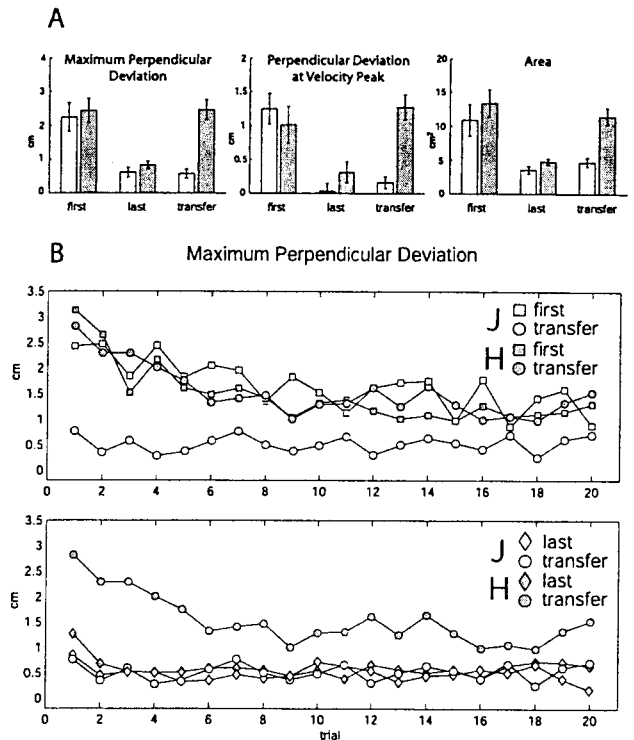 A
Maximum Perpendicular
Deviation
4
3
2
1
0
cm
first last transfer
Perpendicular Deviation
at Velocity Peak
1.5
1
0.5
0
cm
first last transfer
Area
20
15
10
5
0
cm²
first last transfer
B
Maximum Perpendicular Deviation
3.5
3
2.5
2
1.5
1
0.5
0
cm
J first
transfer
H first
transfer
0 2 4 6 8 10 12 14 16 18 20
3.5
3
2.5
2
1.5
1
0.5
0
cm
J last
transfer
H last
transfer
0 2 4 6 8 10 12 14 16 18 20
trial